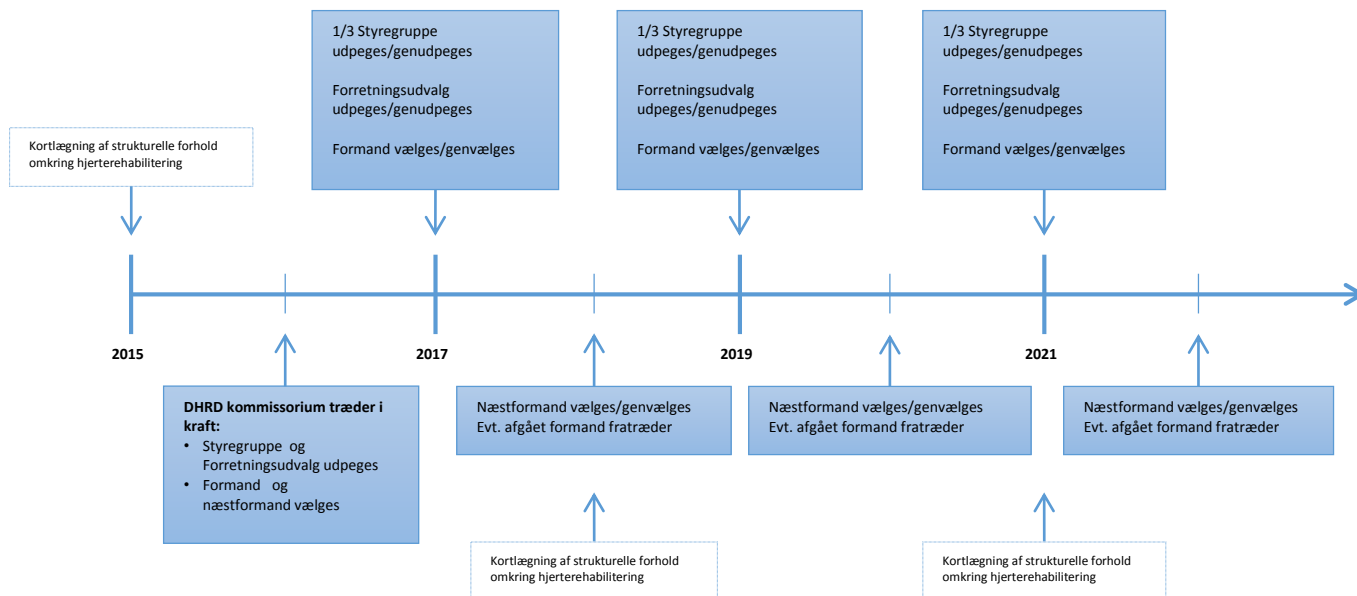 1/3 Styregruppe
udpeges/genudpeges
Forretningsudvalg
udpeges/genudpeges
Formand vælges/genvælges
1/3 Styregruppe
udpeges/genudpeges
Forretningsudvalg
udpeges/genudpeges
Formand vælges/genvælges
1/3 Styregruppe
udpeges/genudpeges
Forretningsudvalg
udpeges/genudpeges
Formand vælges/genvælges
Kortlægning af strukturelle forhold
omkring hjerterehabilitering
2015
2017
2019
2021
DHRD kommissorium træder i
kraft:
• Styregruppe og
Forretningsudvalg udpeges
• Formand og
næstformand vælges
Næstformand vælges/genvælges
Evt. afgået formand fratræder
Næstformand vælges/genvælges
Evt. afgået formand fratræder
Næstformand vælges/genvælges
Evt. afgået formand fratræder
Kortlægning af strukturelle forhold
omkring hjerterehabilitering
Kortlægning af strukturelle forhold
omkring hjerterehabilitering